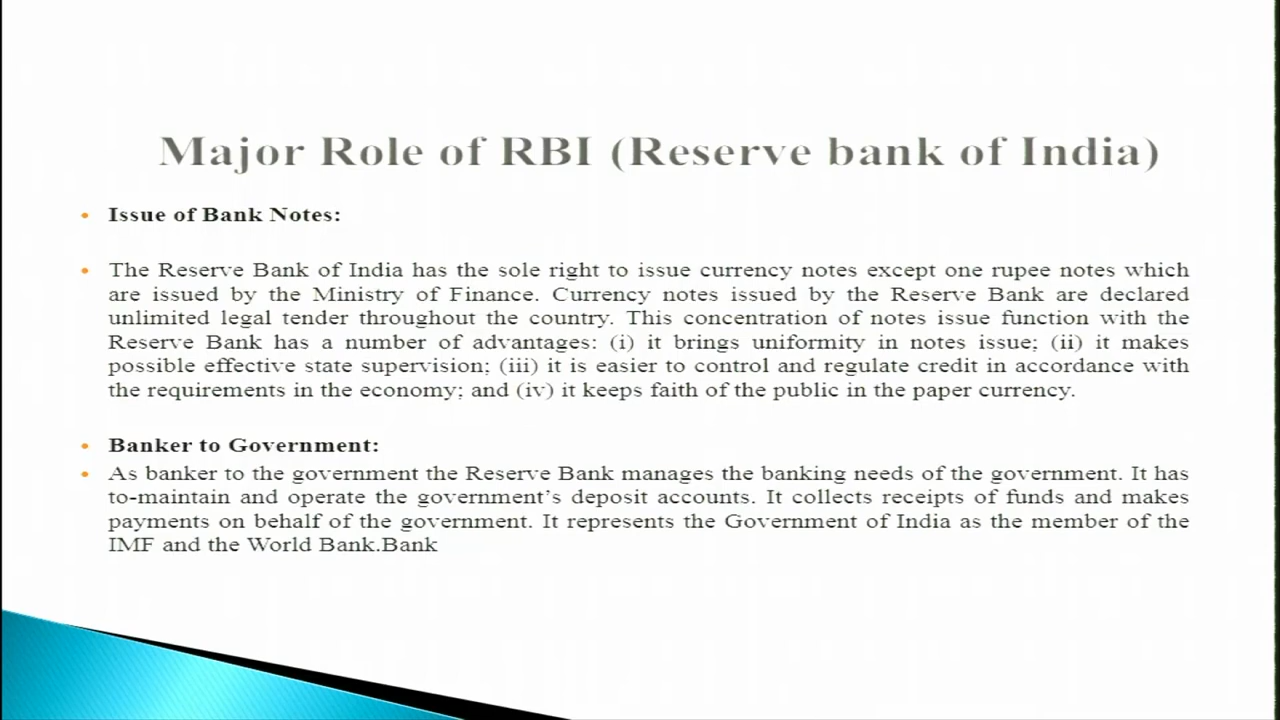 Major Role of RBI (Reserve bank of India)
Issue of Bank Notes:
The Reserve Bank of India has the sole right to issue currency notes except one rupee notes which
are issued by the Ministry of Finance. Currency notes issued by the Reserve Bank are declared
unlimited legal tender throughout the country. This concentration of notes issue function with the
Reserve Bank has a number of advantages: (i) it brings uniformity in notes issue; (ii) it makes
possible effective state supervision; (iii) it is easier to control and regulate credit in accordance with
the requirements in the economy; and (iv) it keeps faith of the public in the paper currency.
Banker to Government:
As banker to the government the Reserve Bank manages the banking needs of the government. It has
to-maintain and operate the government’s deposit accounts. It collects receipts of funds and makes
payments on behalf of the government. It represents the Government of India as the member of the
IMF and the World Bank.Bank